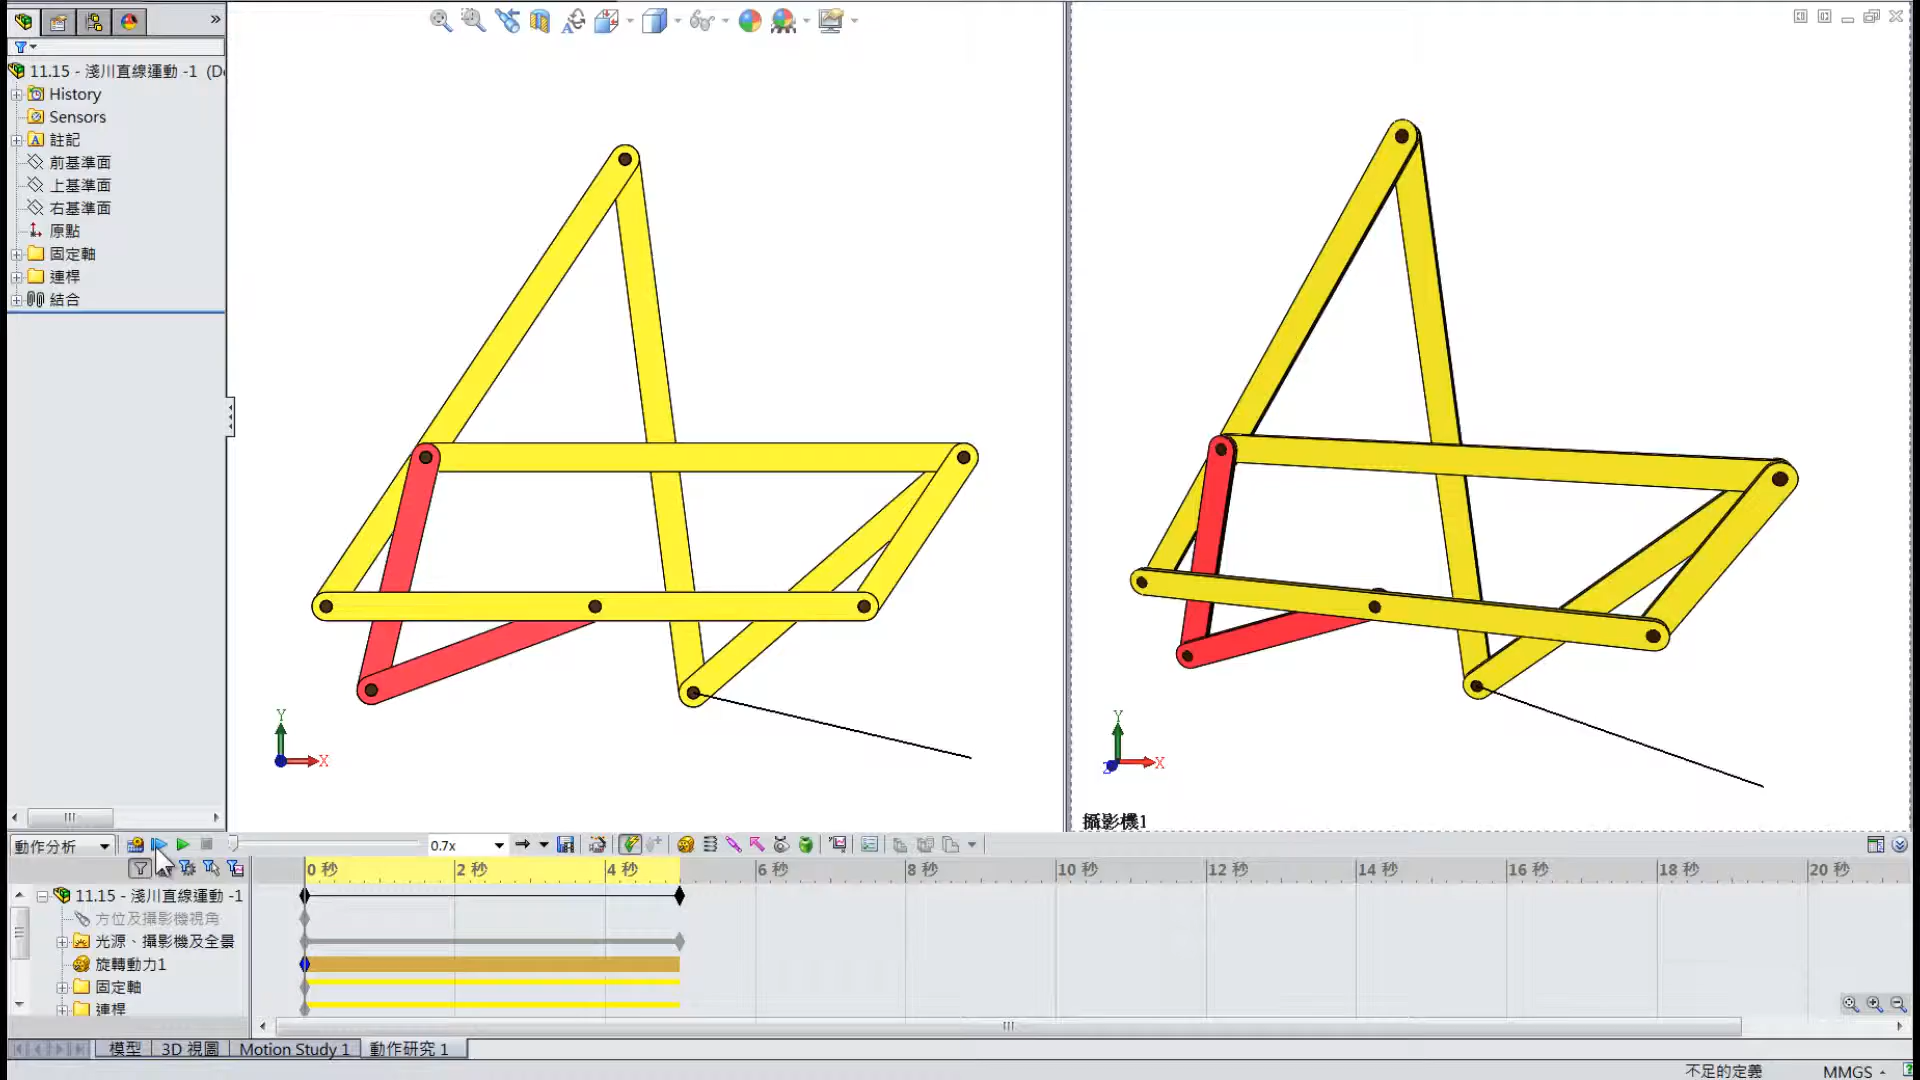 11.15 - 淺川直線運動 -1 (De
History
Sensors
註記
前基準面
上基準面
右基準面
原點
固定軸
連桿
結合
Y
X
Y
X
Z
攝影機1
動作分析
0.7x
0 秒
2 秒
4 秒
6 秒
8 秒
10 秒
12 秒
14 秒
16 秒
18 秒
20 秒
11.15 - 淺川直線運動 -1
方位及攝影機視角
光源、攝影機及全景
旋轉動力1
固定軸
連桿
模型
3D 視圖
Motion Study 1
動作研究 1
不足的定義
MMGS